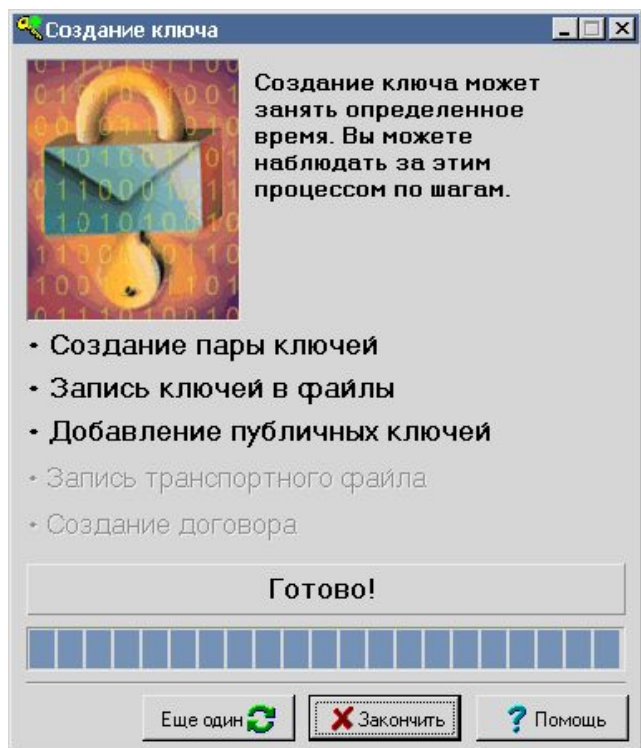 Создание ключа
Создание ключа может
занять определенное
время. Вы можете
наблюдать за этим
процессом по шагам.
• Создание пары ключей
• Запись ключей в файлы
• Добавление публичных ключей
• Запись транспортного файла
• Создание договора
Готово!
Еще один
Закончить
? Помощь